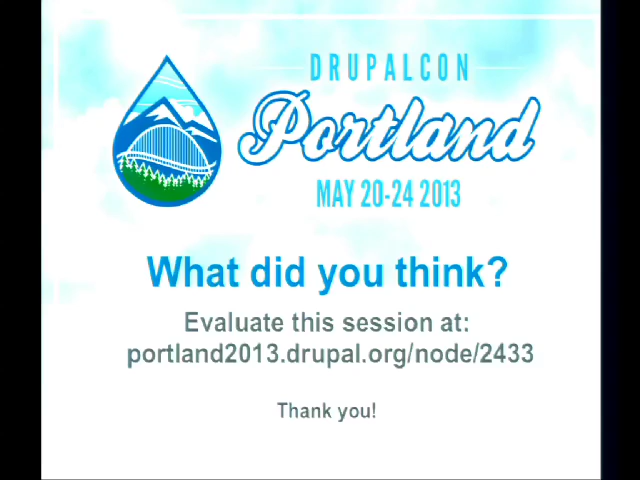 DRUPALCON
Portland
MAY 20-24 2013
What did you think?
Evaluate this session at:
portland2013.drupal.org/node/2433
Thank you!